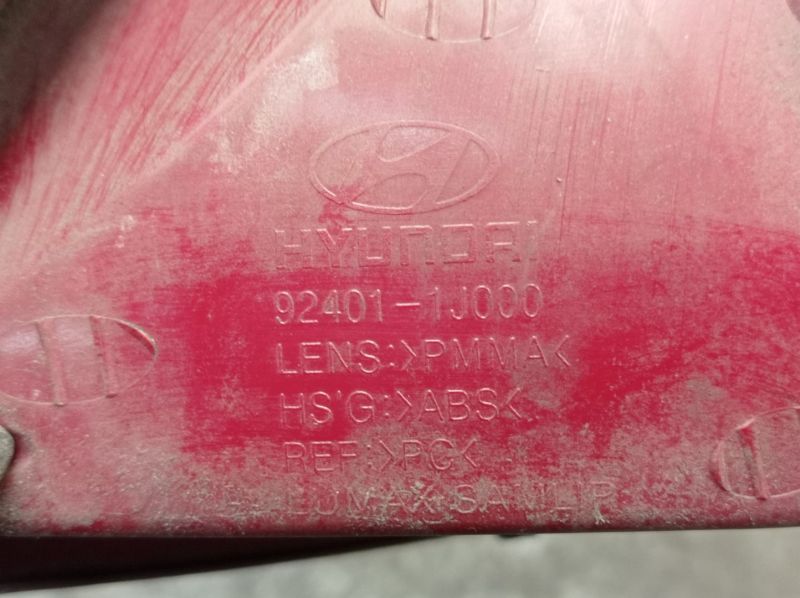 HYUNDAI
92401-1J000
LENS:>PMMA<
HS'G:>ABS<
REF:>PC<
LUMAX SAMLIP